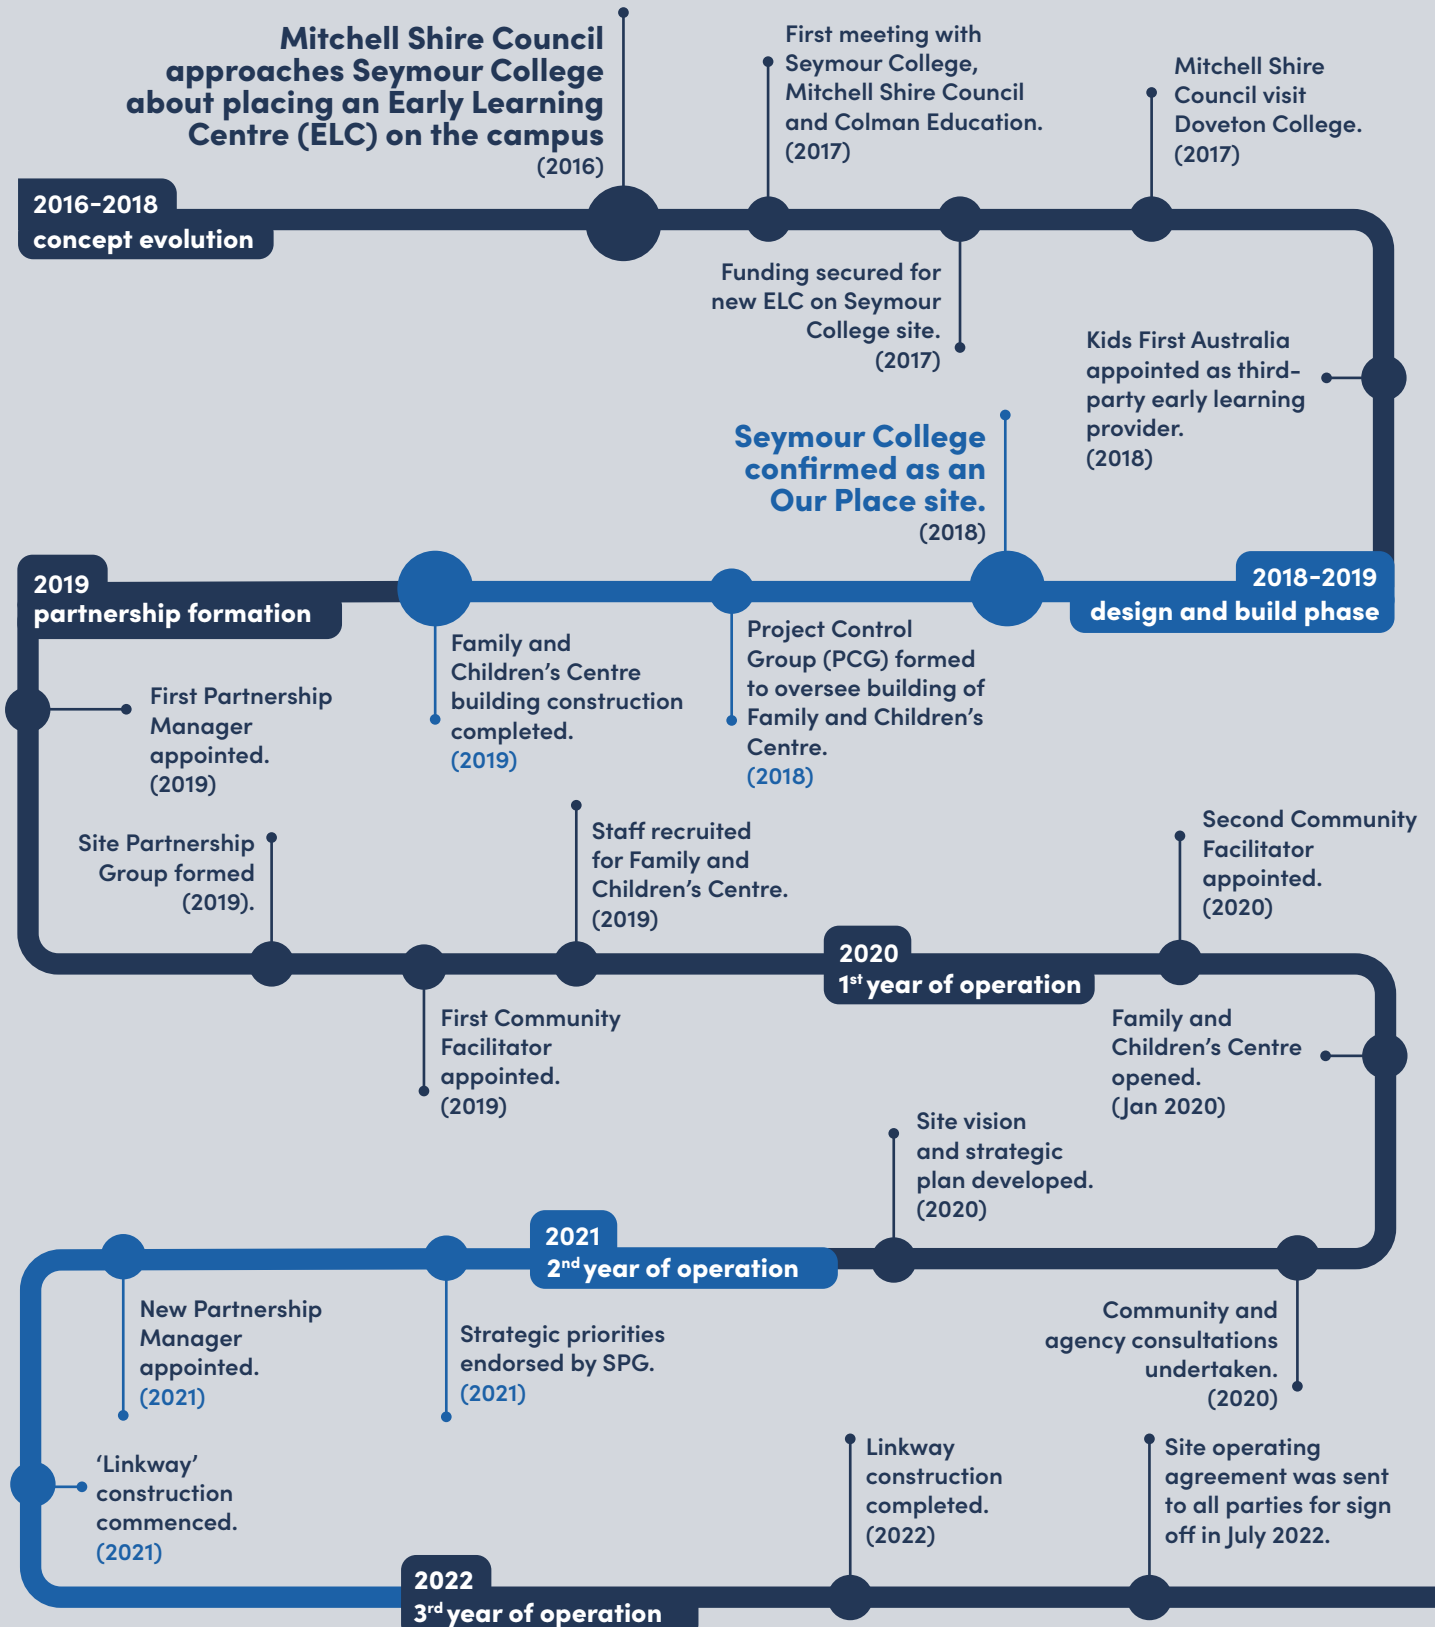 Mitchell Shire Council
approaches Seymour College
about placing an Early Learning
Centre (ELC) on the campus
(2016)
First meeting with
Seymour College,
Mitchell Shire Council
and Colman Education.
(2017)
Mitchell Shire
Council visit
Doveton College.
(2017)
2016-2018
concept evolution
Funding secured for
new ELC on Seymour
College site.
(2017)
Kids First Australia
appointed as third-
party early learning
provider.
(2018)
Seymour College
confirmed as an
Our Place site.
(2018)
2018-2019
design and build phase
Project Control
Group (PCG) formed
to oversee building of
Family and Children’s
Centre.
(2018)
Family and
Children’s Centre
building construction
completed.
(2019)
2019
partnership formation
First Partnership
Manager
appointed.
(2019)
Site Partnership
Group formed
(2019).
First Community
Facilitator
appointed.
(2019)
Staff recruited
for Family and
Children’s Centre.
(2019)
2020
1st year of operation
Second Community
Facilitator
appointed.
(2020)
Family and
Children’s Centre
opened.
(Jan 2020)
Community and
agency consultations
undertaken.
(2020)
Site vision
and strategic
plan developed.
(2020)
2021
2nd year of operation
Strategic priorities
endorsed by SPG.
(2021)
New Partnership
Manager
appointed.
(2021)
‘Linkway’
construction
commenced.
(2021)
2022
3rd year of operation
Linkway
construction
completed.
(2022)
Site operating
agreement was sent
to all parties for sign
off in July 2022.